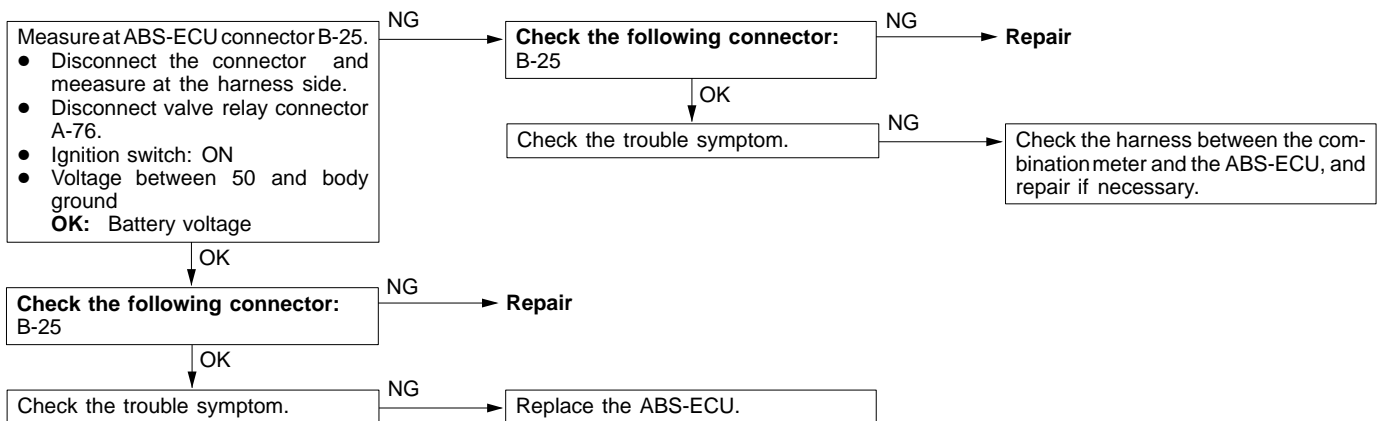 Measure at ABS-ECU connector B-25.
● Disconnect the connector and
meeasure at the harness side.
● Disconnect valve relay connector
A-76.
● Ignition switch: ON
● Voltage between 50 and body
ground
OK: Battery voltage
NG
Check the following connector:
B-25
NG
Repair
OK
Check the trouble symptom.
NG
Check the harness between the com-
bination meter and the ABS-ECU, and
repair if necessary.
OK
Check the following connector:
B-25
NG
Repair
OK
Check the trouble symptom.
NG
Replace the ABS-ECU.